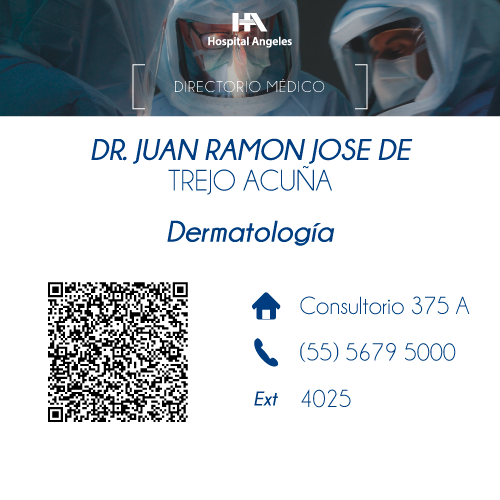 HA
Hospital Angeles
DIRECTORIO MÉDICO
DR. JUAN RAMON JOSE DE
TREJO ACUÑA
Dermatología
Consultorio 375 A
(55) 5679 5000
Ext 4025